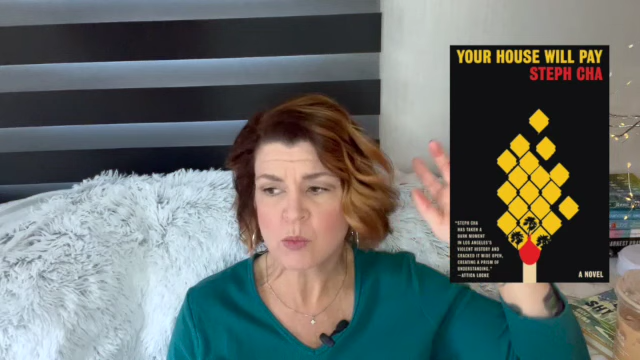 YOUR HOUSE WILL PAY
STEPH CHA
"STEPH CHA
HAS TAKEN A
DARK MOMENT
IN LOS ANGELES'S
VIOLENT HISTORY AND
CRACKED IT WIDE OPEN,
CREATING A PRISM OF
UNDERSTANDING."
—ATTICA LOCKE
A NOVEL